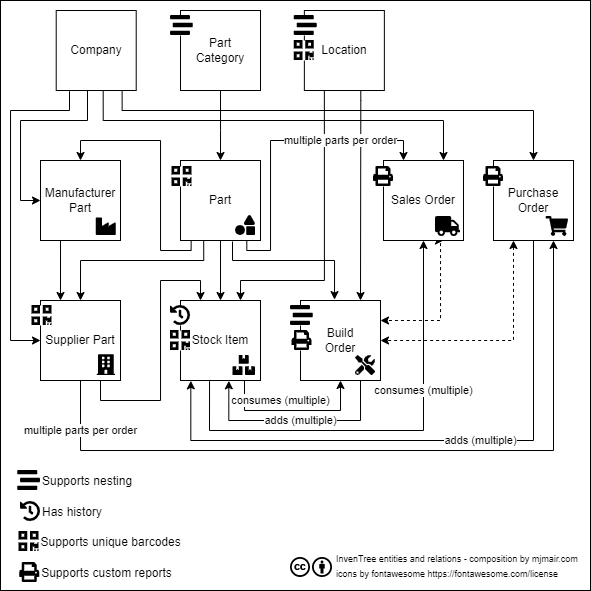 Company
Part
Category
Location
multiple parts per order
Manufacturer
Part
Part
Sales Order
Purchase
Order
Supplier Part
Stock Item
Build
Order
consumes (multiple)
consumes (multiple)
adds (multiple)
multiple parts per order
adds (multiple)
Supports nesting
Has history
Supports unique barcodes
Supports custom reports
cc
InvenTree entities and relations - composition by mjmair.com
icons by fontawesome https://fontawesome.com/license